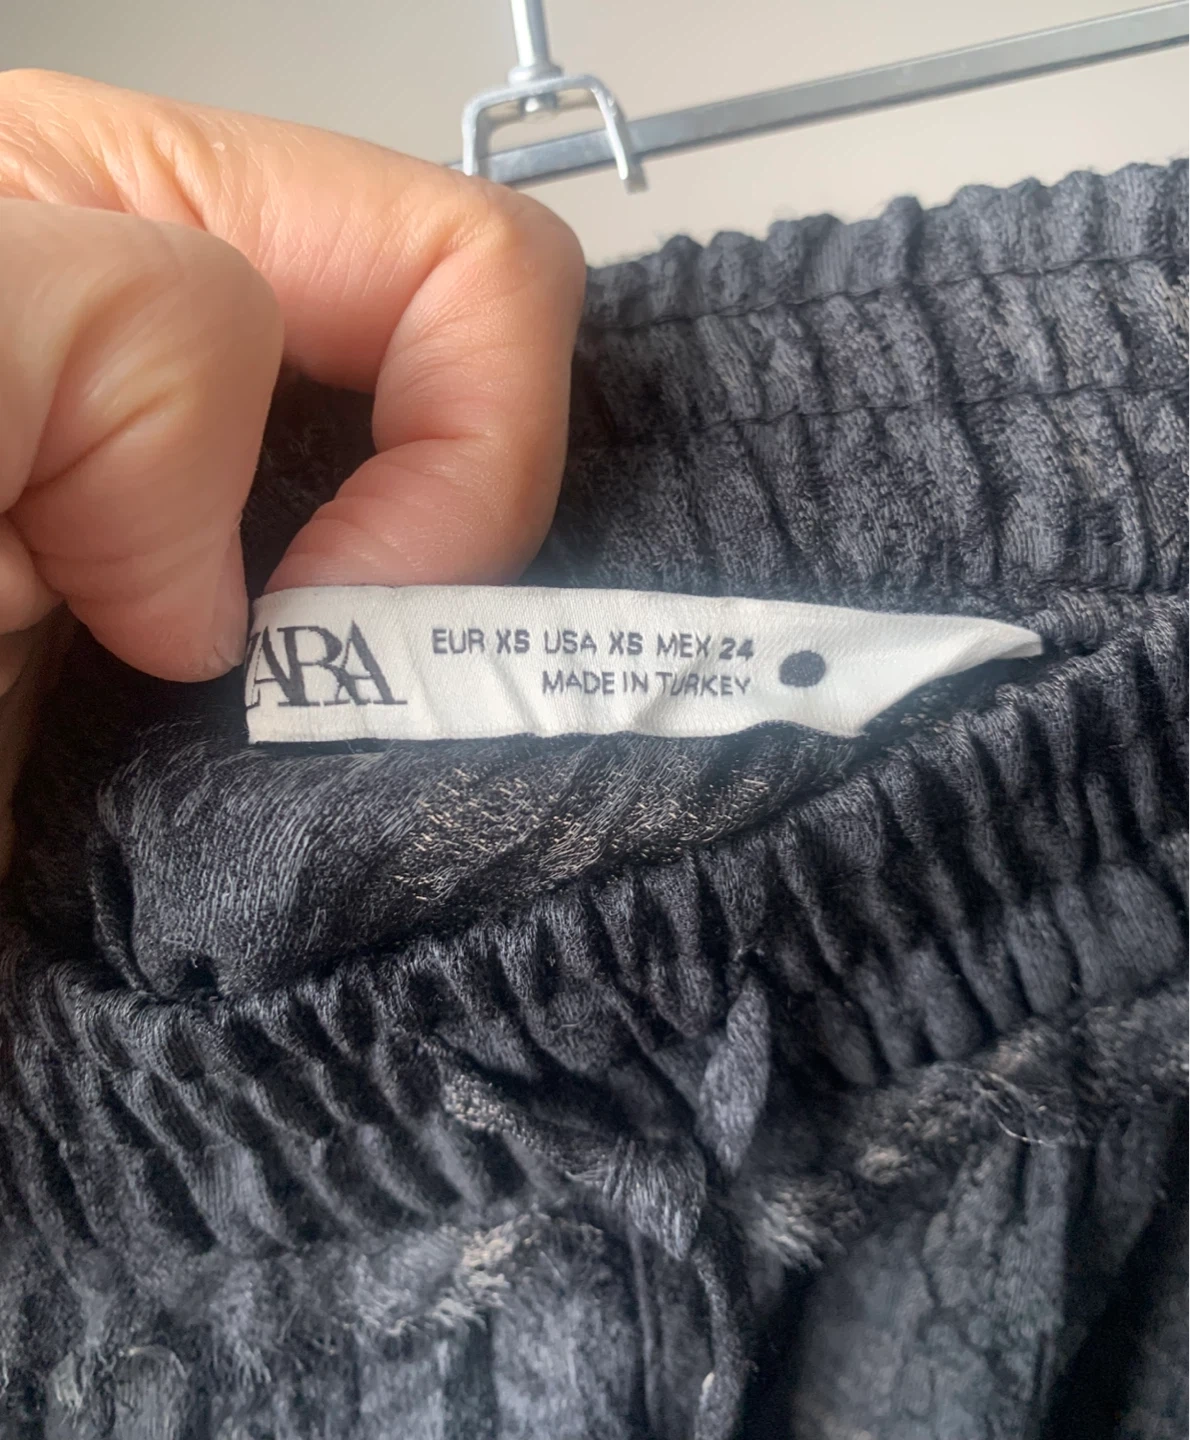 ZARA
EUR XS USA XS MEX 24
MADE IN TURKEY